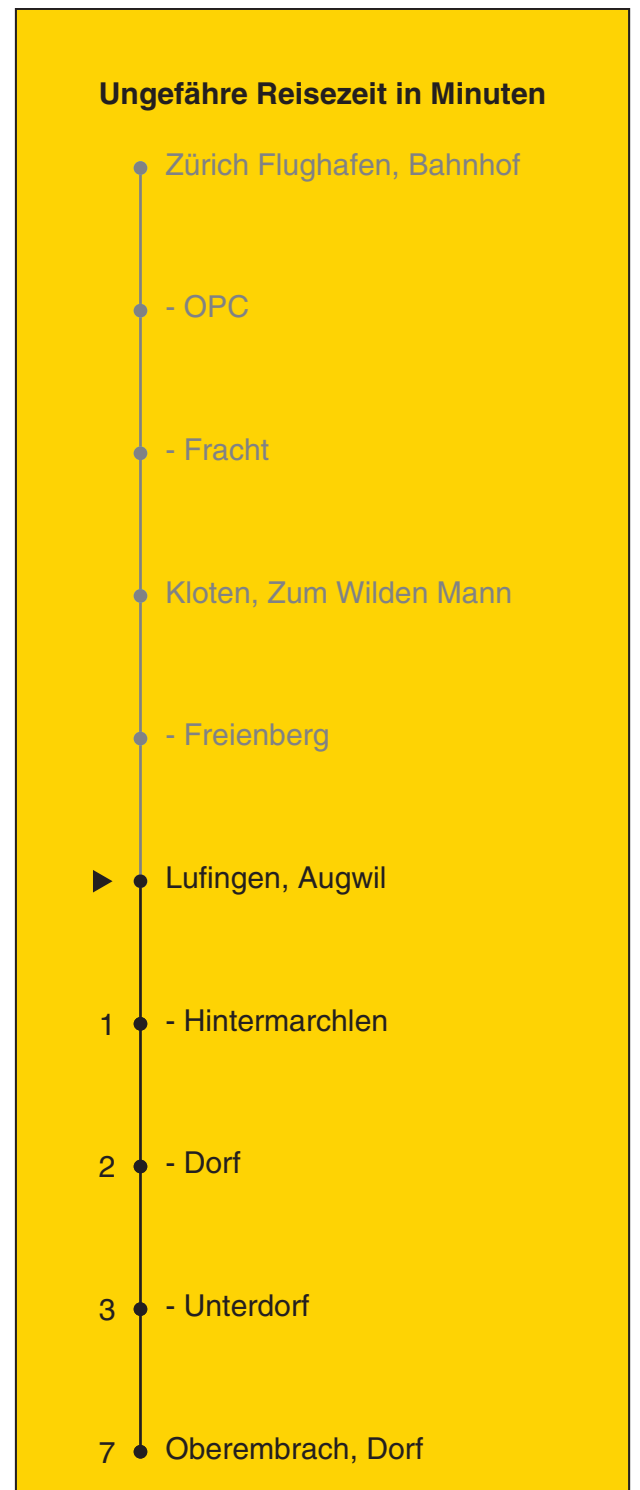 Ungefähre Reisezeit in Minuten
Zürich Flughafen, Bahnhof
- OPC
- Fracht
Kloten, Zum Wilden Mann
- Freienberg
Lufingen, Augwil
1 - Hintermarchlen
2 - Dorf
3 - Unterdorf
7 Oberembrach, Dorf